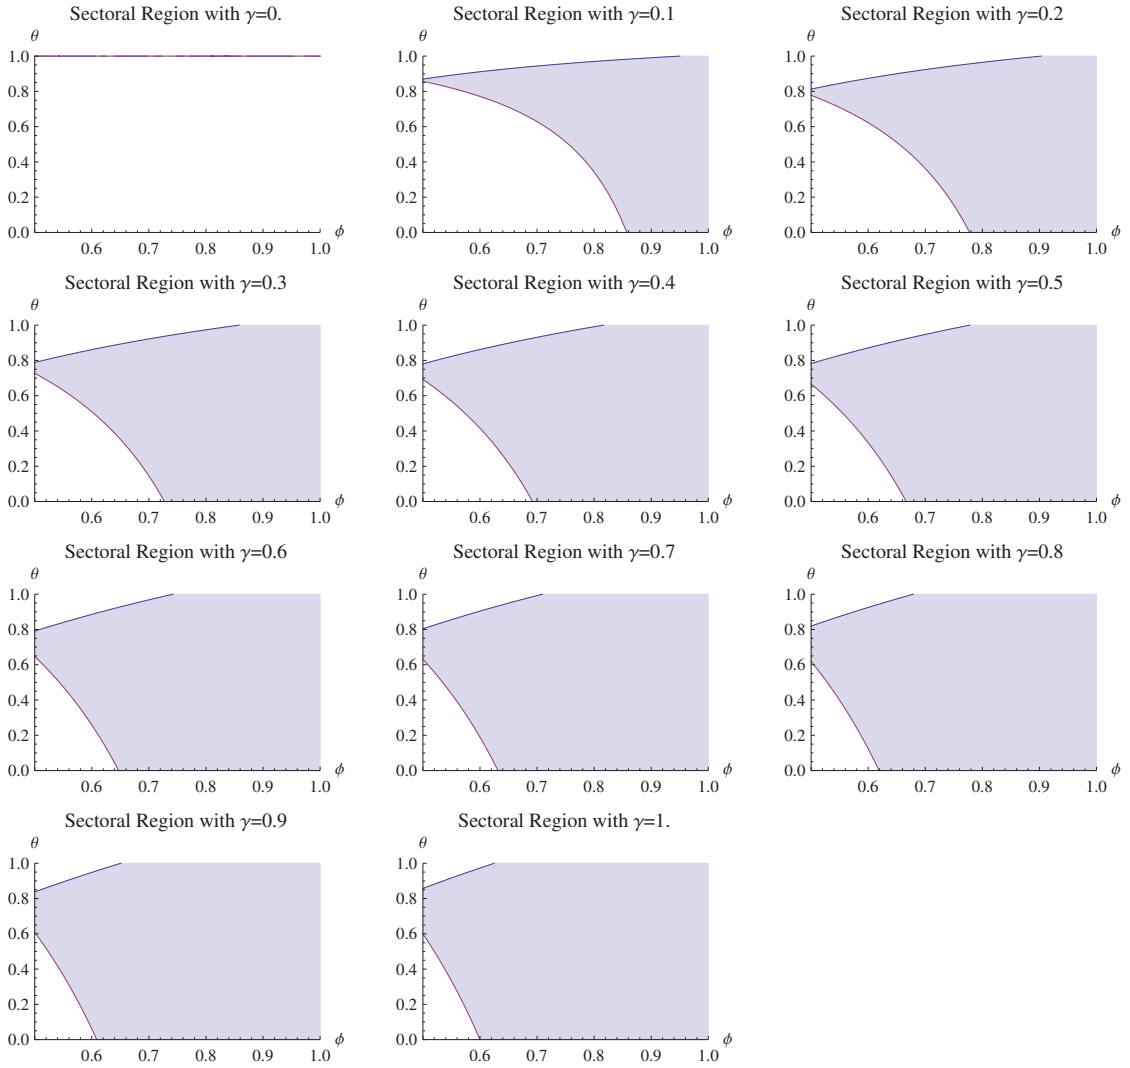 Sectoral Region with γ=0.
θ
1.0
0.8
0.6
0.4
0.2
0.0
0.6 0.7 0.8 0.9 1.0 ϕ
Sectoral Region with γ=0.1
θ
1.0
0.8
0.6
0.4
0.2
0.0
0.6 0.7 0.8 0.9 1.0 ϕ
Sectoral Region with γ=0.2
θ
1.0
0.8
0.6
0.4
0.2
0.0
0.6 0.7 0.8 0.9 1.0 ϕ
Sectoral Region with γ=0.3
θ
1.0
0.8
0.6
0.4
0.2
0.0
0.6 0.7 0.8 0.9 1.0 ϕ
Sectoral Region with γ=0.4
θ
1.0
0.8
0.6
0.4
0.2
0.0
0.6 0.7 0.8 0.9 1.0 ϕ
Sectoral Region with γ=0.5
θ
1.0
0.8
0.6
0.4
0.2
0.0
0.6 0.7 0.8 0.9 1.0 ϕ
Sectoral Region with γ=0.6
θ
1.0
0.8
0.6
0.4
0.2
0.0
0.6 0.7 0.8 0.9 1.0 ϕ
Sectoral Region with γ=0.7
θ
1.0
0.8
0.6
0.4
0.2
0.0
0.6 0.7 0.8 0.9 1.0 ϕ
Sectoral Region with γ=0.8
θ
1.0
0.8
0.6
0.4
0.2
0.0
0.6 0.7 0.8 0.9 1.0 ϕ
Sectoral Region with γ=0.9
θ
1.0
0.8
0.6
0.4
0.2
0.0
0.6 0.7 0.8 0.9 1.0 ϕ
Sectoral Region with γ=1.
θ
1.0
0.8
0.6
0.4
0.2
0.0
0.6 0.7 0.8 0.9 1.0 ϕ